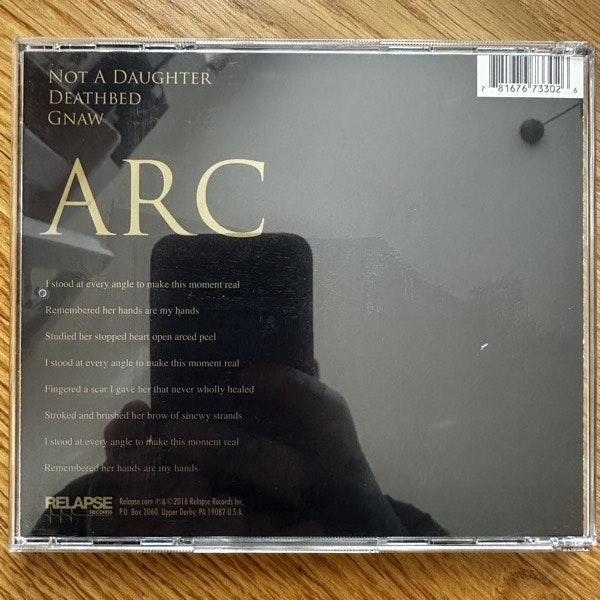 NOT A DAUGHTER
DEATHBED
GNAW
ARC
I stood at every angle to make this moment real
Remembered her hands are my hands
Studied her stopped heart open arced peel
I stood at every angle to make this moment real
Fingered a scar I gave her that never wholly healed
Stroked and brushed her brow of sinewy strands
I stood at every angle to make this moment real
Remembered her hands are my hands
RELAPSE
RECORDS
Relapse.com ℗&©2016 Relapse Records Inc,
P.O. Box 2060, Upper Darby, PA 19082 U.S.A.
7 81676 73302 6